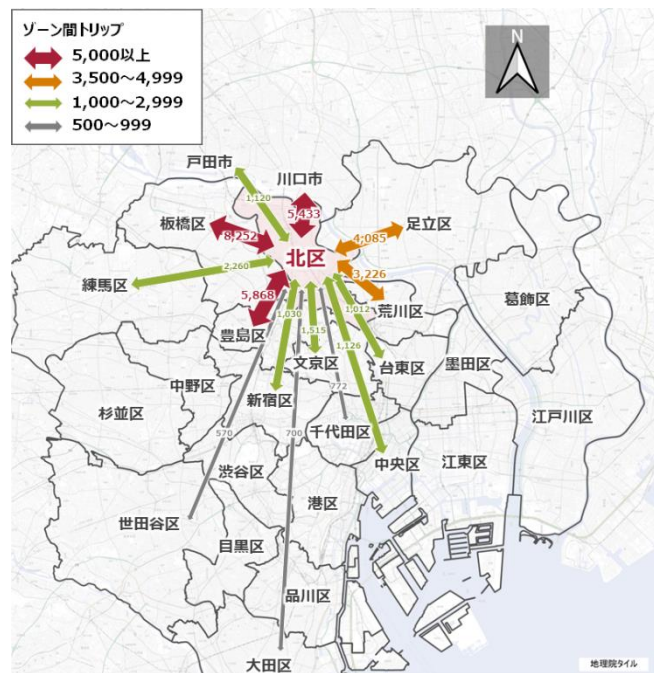 ゾーン間トリップ
5,000以上
3,500～4,999
1,000～2,999
500～999
N
戸田市
川口市
1,120
5,433
板橋区
足立区
8,252
4,085
北区
2,260
3,226
練馬区
葛飾区
5,868
1,030
1,012
荒川区
豊島区
1,515
1,126
文京区
台東区
墨田区
中野区
772
杉並区
新宿区
江戸川区
570
700
千代田区
中央区
江東区
渋谷区
港区
世田谷区
目黒区
品川区
大田区
地理院タイル